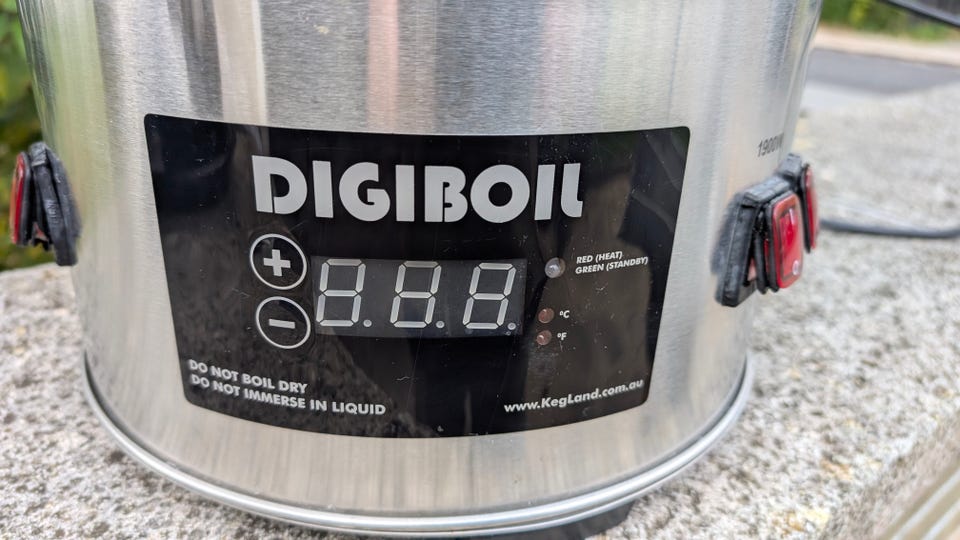 DIGIBOIL
+
RED (HEAT)
GREEN (STANDBY)
8.8.8.
−
°C
°F
DO NOT BOIL DRY
DO NOT IMMERSE IN LIQUID
www.KegLand.com.au